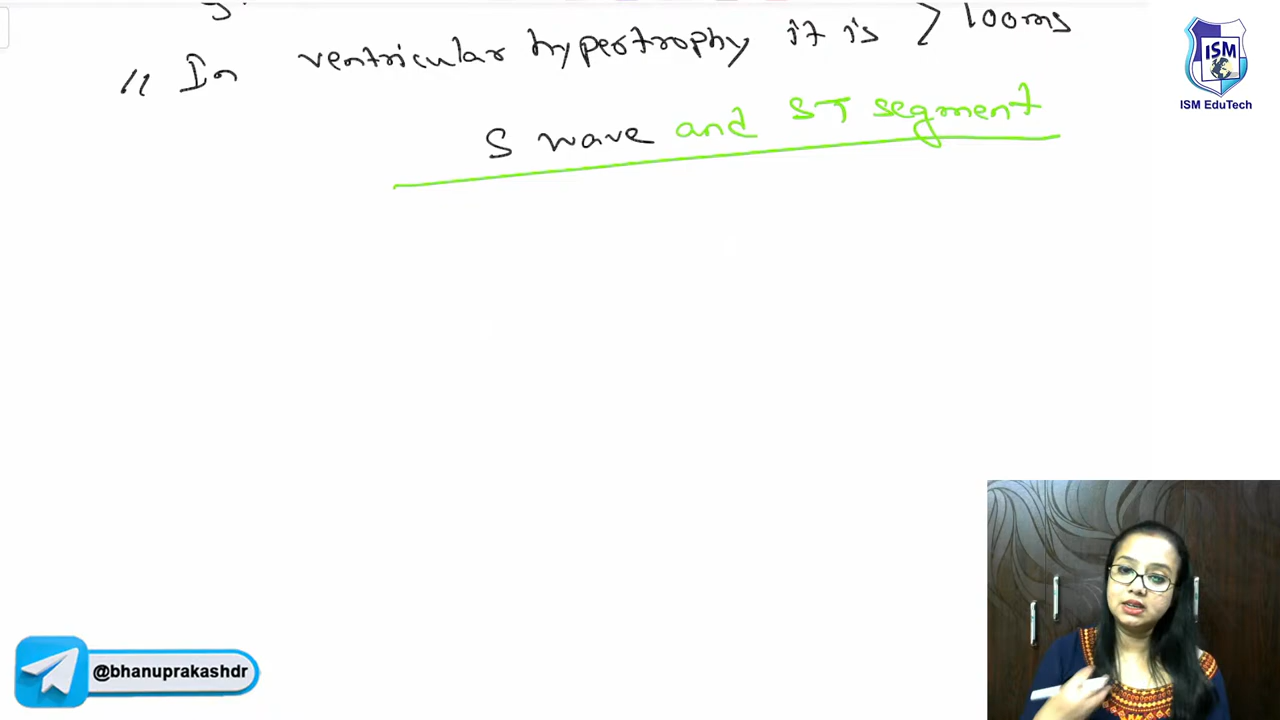 In ventricular hypertrophy it is > 100ms
S wave and ST segment
ISM
ISM EduTech
@bhanuprakashdr